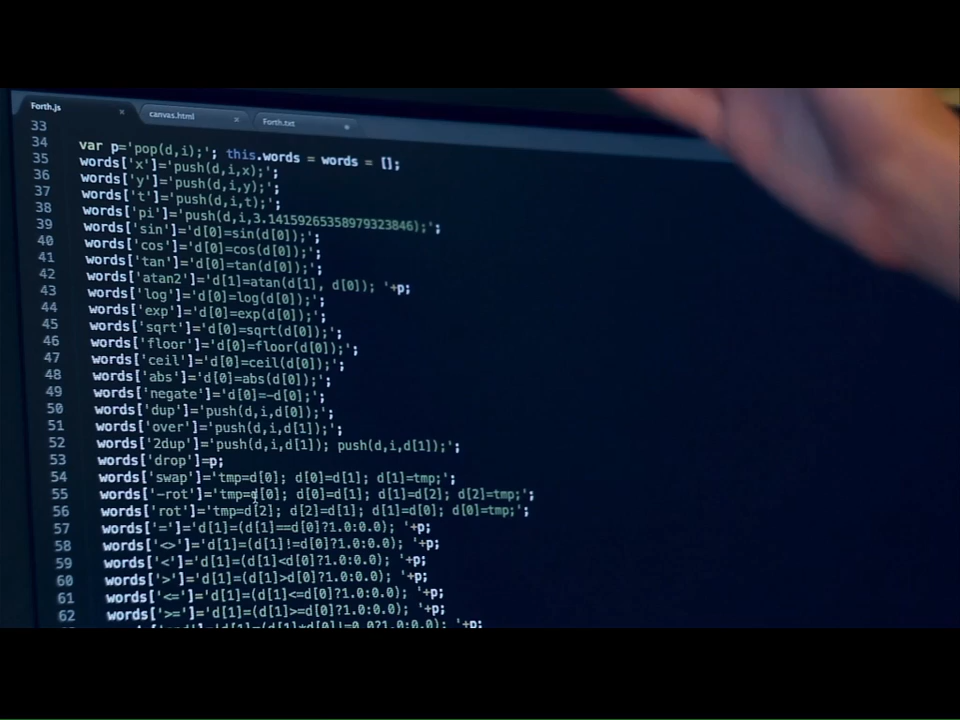 Forth.js × canvas.html × Forth.txt
33
34 var p='pop(d,i);'; this.words = words = [];
35 words['x']='push(d,i,x);';
36 words['y']='push(d,i,y);';
37 words['t']='push(d,i,t);';
38 words['pi']='push(d,i,3.14159265358979323846);';
39 words['sin']='d[0]=sin(d[0]);';
40 words['cos']='d[0]=cos(d[0]);';
41 words['tan']='d[0]=tan(d[0]);';
42 words['atan2']='d[1]=atan(d[1], d[0]); '+p;
43 words['log']='d[0]=log(d[0]);';
44 words['exp']='d[0]=exp(d[0]);';
45 words['sqrt']='d[0]=sqrt(d[0]);';
46 words['floor']='d[0]=floor(d[0]);';
47 words['ceil']='d[0]=ceil(d[0]);';
48 words['abs']='d[0]=abs(d[0]);';
49 words['negate']='d[0]=-d[0];';
50 words['dup']='push(d,i,d[0]);';
51 words['over']='push(d,i,d[1]);';
52 words['2dup']='push(d,i,d[1]); push(d,i,d[1]);';
53 words['drop']=p;
54 words['swap']='tmp=d[0]; d[0]=d[1]; d[1]=tmp;';
55 words['-rot']='tmp=d[0]; d[0]=d[1]; d[1]=d[2]; d[2]=tmp;';
56 words['rot']='tmp=d[2]; d[2]=d[1]; d[1]=d[0]; d[0]=tmp;';
57 words['=']='d[1]=(d[1]==d[0]?1.0:0.0); '+p;
58 words['<>']='d[1]=(d[1]!=d[0]?1.0:0.0); '+p;
59 words['<']='d[1]=(d[1]<d[0]?1.0:0.0); '+p;
60 words['>']='d[1]=(d[1]>d[0]?1.0:0.0); '+p;
61 words['<=']='d[1]=(d[1]<=d[0]?1.0:0.0); '+p;
62 words['>=']='d[1]=(d[1]>=d[0]?1.0:0.0); '+p;